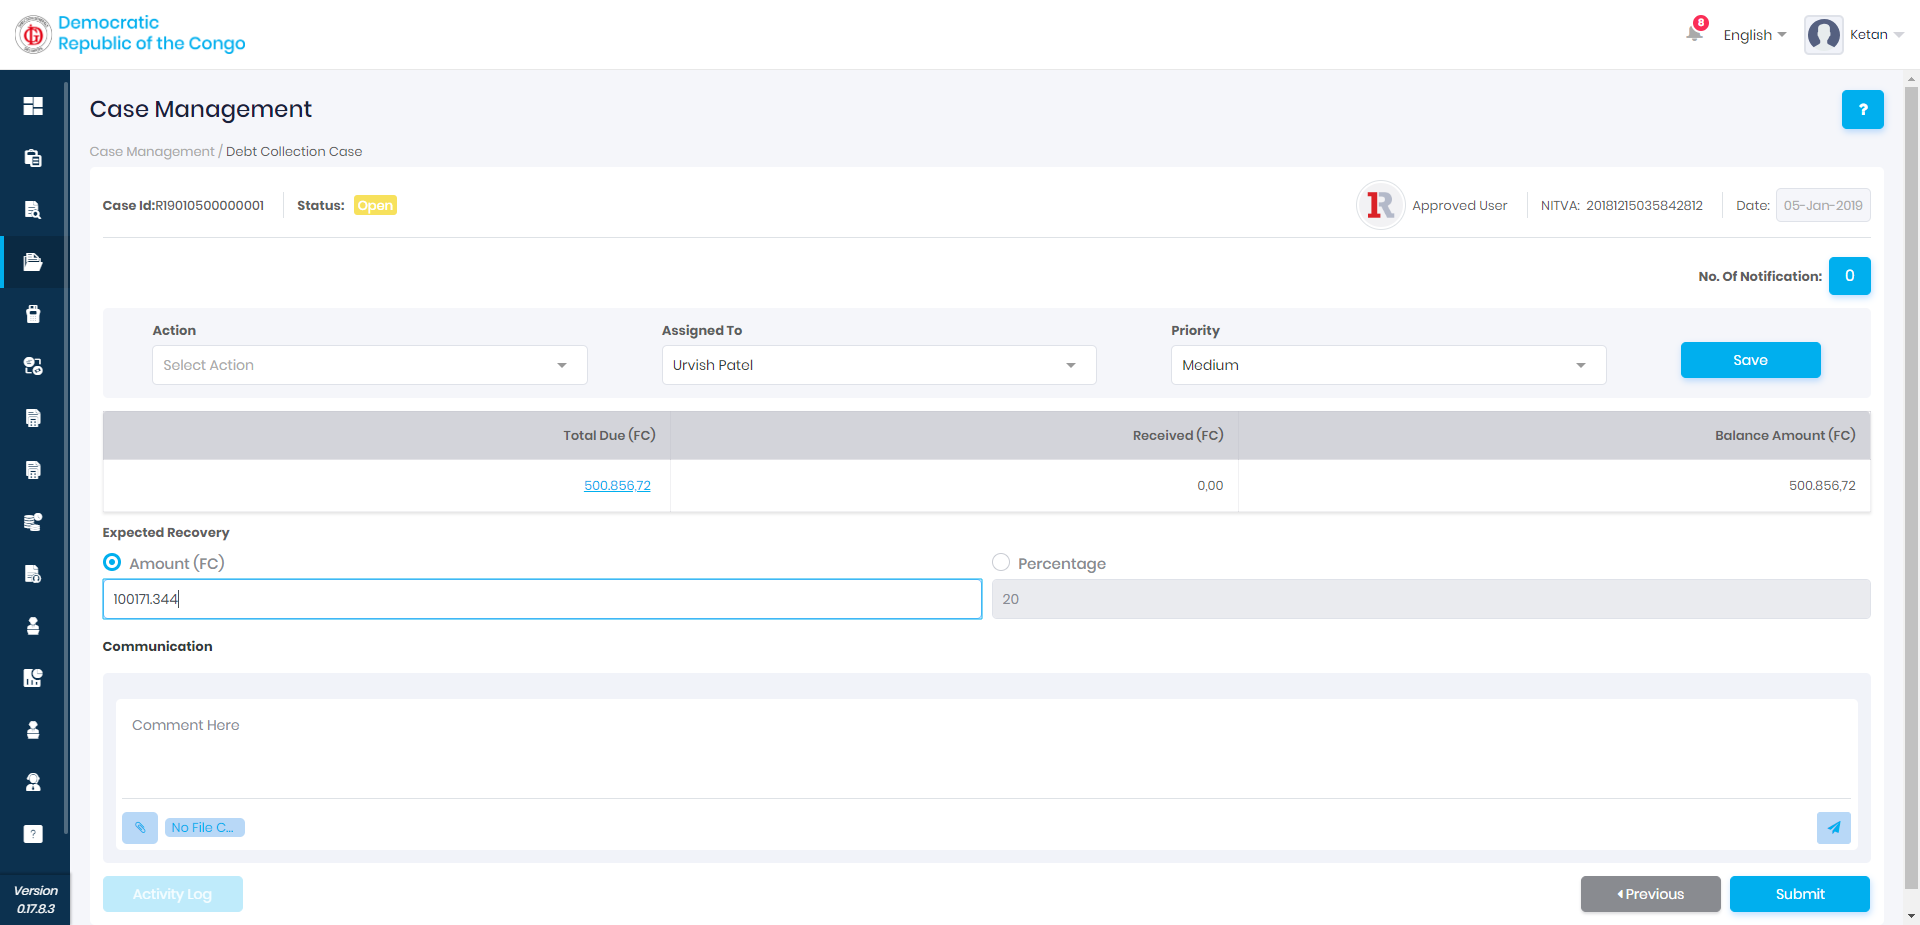 Democratic
Republic of the Congo
8
English
Ketan
Case Management
?
Case Management / Debt Collection Case
Case Id:R19010500000001
Status: Open
Approved User
NITVA: 20181215035842812
Date: 05-Jan-2019
No. Of Notification: 0
Action
Assigned To
Priority
Select Action
Urvish Patel
Medium
Save
Total Due (FC)
Received (FC)
Balance Amount (FC)
500.856,72
0,00
500.856,72
Expected Recovery
Amount (FC)
Percentage
100171.344
20
Communication
Comment Here
No File C...
Activity Log
Previous
Submit
Version
0.17.8.3